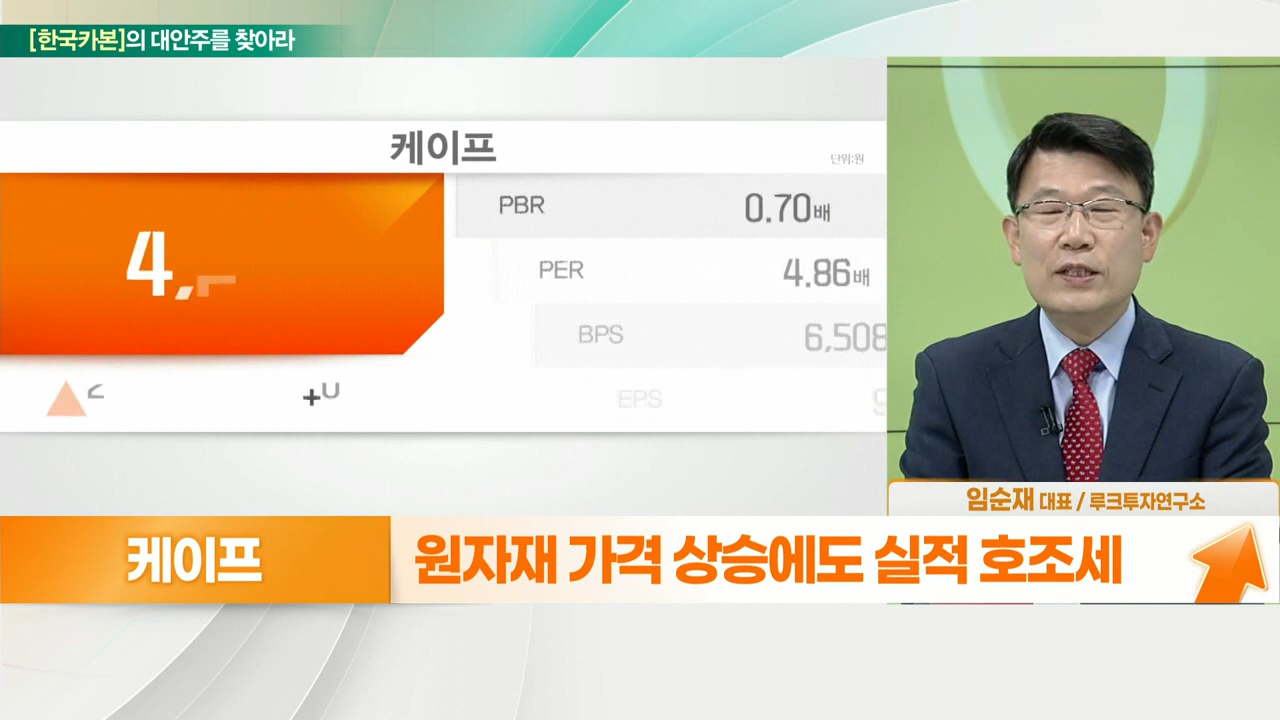 [한국카본]의 대안주를 찾아라
케이프
단위:원
4,
PBR 0.70배
PER 4.86배
BPS 6,508
EPS 9
+
임순재 대표 / 루크투자연구소
케이프
원자재 가격 상승에도 실적 호조세